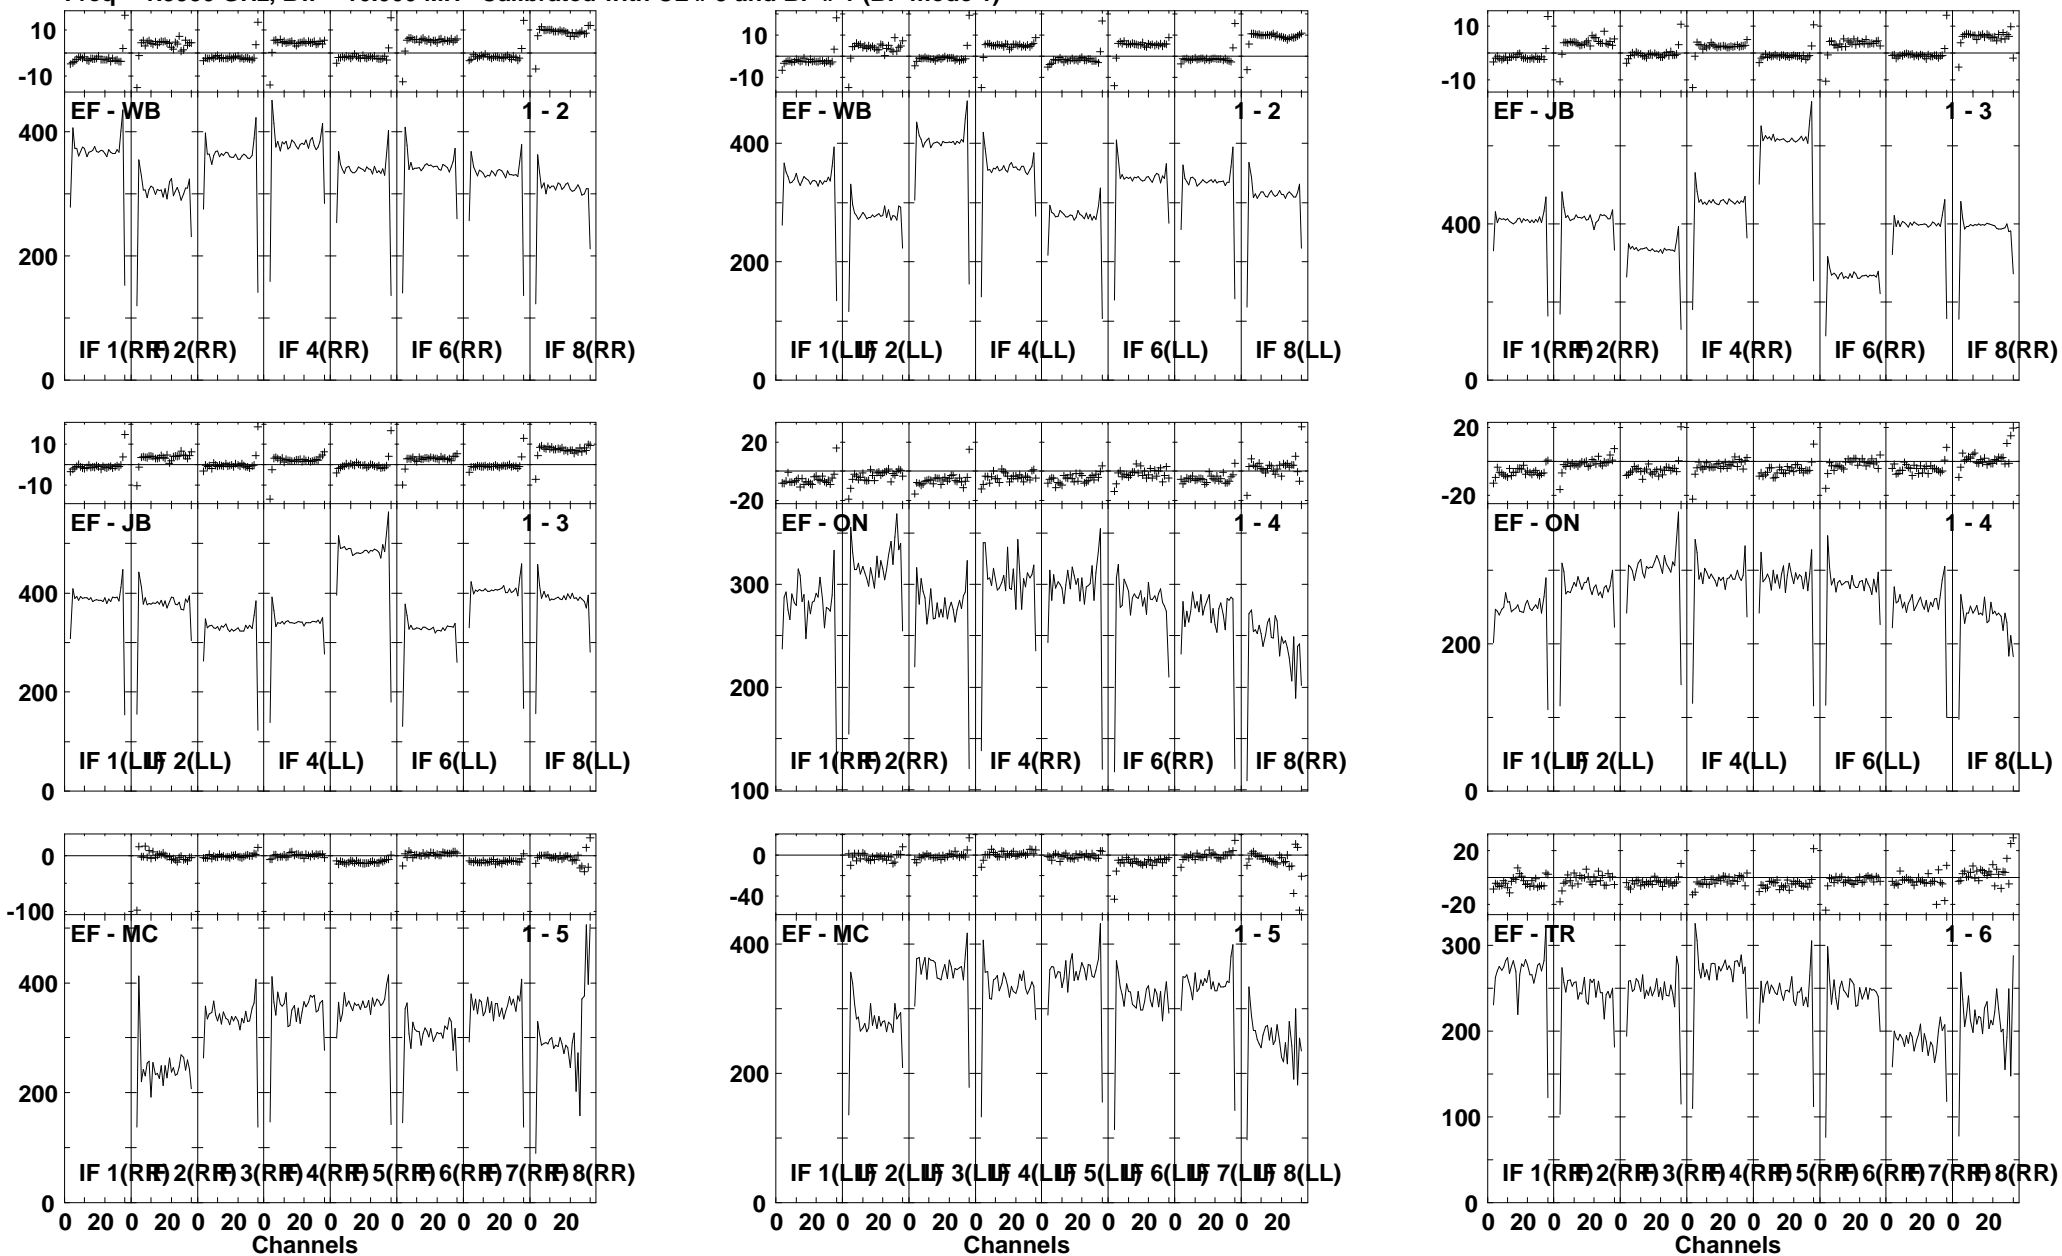 Freq = GHz, Bw = MH Calibrated with CL # and BP # (BP mode 1)
10
-10
EF - WB 1 - 2
400
200
0
IF 1(RR) IF 2(RR) IF 4(RR) IF 6(RR) IF 8(RR)
10
-10
EF - WB 1 - 2
400
200
0
IF 1(LL) IF 2(LL) IF 4(LL) IF 6(LL) IF 8(LL)
10
-10
EF - JB 1 - 3
400
0
IF 1(RR) IF 2(RR) IF 4(RR) IF 6(RR) IF 8(RR)
10
-10
EF - JB 1 - 3
400
200
0
IF 1(LL) IF 2(LL) IF 4(LL) IF 6(LL) IF 8(LL)
20
-20
EF - ON 1 - 4
300
200
100
IF 1(RR) IF 2(RR) IF 4(RR) IF 6(RR) IF 8(RR)
20
-20
EF - ON 1 - 4
200
0
IF 1(LL) IF 2(LL) IF 4(LL) IF 6(LL) IF 8(LL)
0
-100
EF - MC 1 - 5
400
200
0
IF 1(RR) IF 2(RR) IF 3(RR) IF 4(RR) IF 5(RR) IF 6(RR) IF 7(RR) IF 8(RR)
0 20 0 20 0 20 0 20 0 20 0 20 0 20 0 20
Channels
0
-40
EF - MC 1 - 5
400
200
0
IF 1(LL) IF 2(LL) IF 3(LL) IF 4(LL) IF 5(LL) IF 6(LL) IF 7(LL) IF 8(LL)
0 20 0 20 0 20 0 20 0 20 0 20 0 20 0 20
Channels
20
-20
EF - TR 1 - 6
300
200
100
0
IF 1(RR) IF 2(RR) IF 3(RR) IF 4(RR) IF 5(RR) IF 6(RR) IF 7(RR) IF 8(RR)
0 20 0 20 0 20 0 20 0 20 0 20 0 20 0 20
Channels